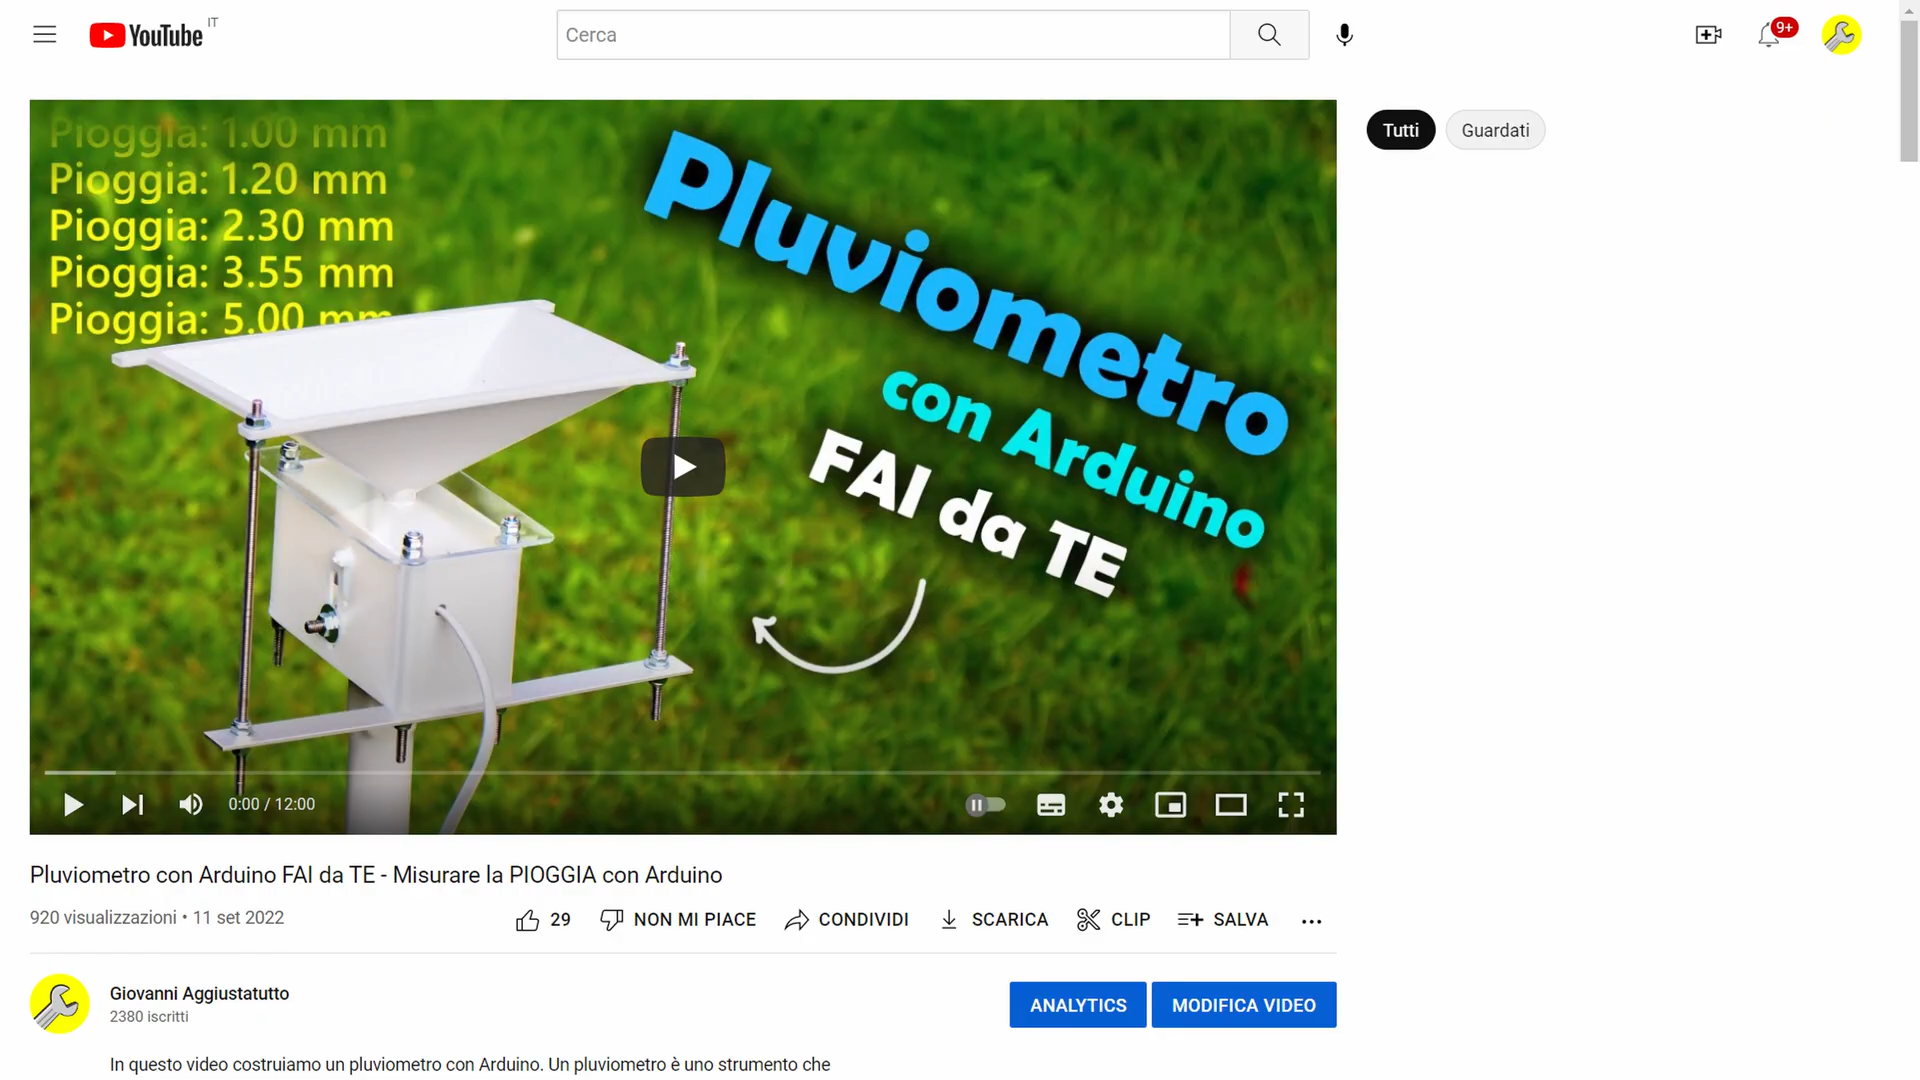 YouTube IT
Cerca
9+
Pioggia: 1.00 mm
Pioggia: 1.20 mm
Pioggia: 2.30 mm
Pioggia: 3.55 mm
Pioggia: 5.00 mm
Pluviometro
con Arduino
FAI da TE
Tutti
Guardati
0:00 / 12:00
Pluviometro con Arduino FAI da TE - Misurare la PIOGGIA con Arduino
920 visualizzazioni • 11 set 2022
29
NON MI PIACE
CONDIVIDI
SCARICA
CLIP
SALVA
Giovanni Aggiustatutto
2380 iscritti
ANALYTICS
MODIFICA VIDEO
In questo video costruiamo un pluviometro con Arduino. Un pluviometro è uno strumento che